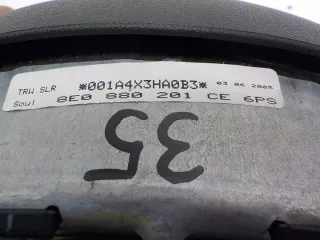 TRW SLR *001A4X3HA0B3* 03 06 2005
Soul 8E0 880 201 CE 6PS
35